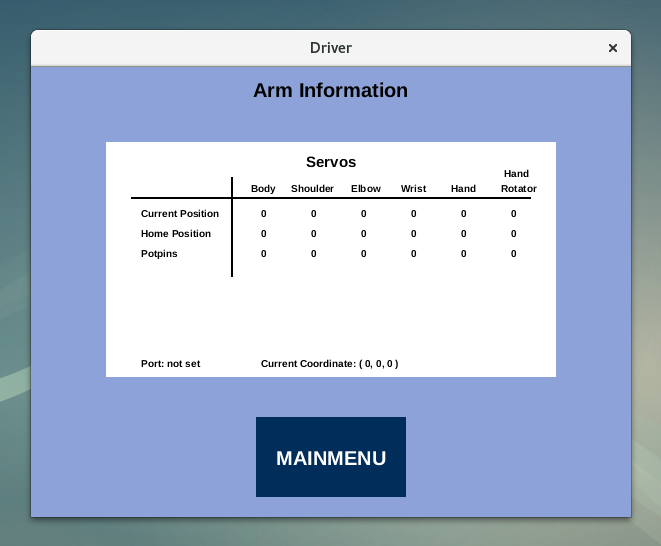 Driver
Arm Information
Servos
Body Shoulder Elbow Wrist Hand Hand Rotator
Current Position 0 0 0 0 0 0
Home Position 0 0 0 0 0 0
Potpins 0 0 0 0 0 0
Port: not set Current Coordinate: ( 0, 0, 0 )
MAINMENU